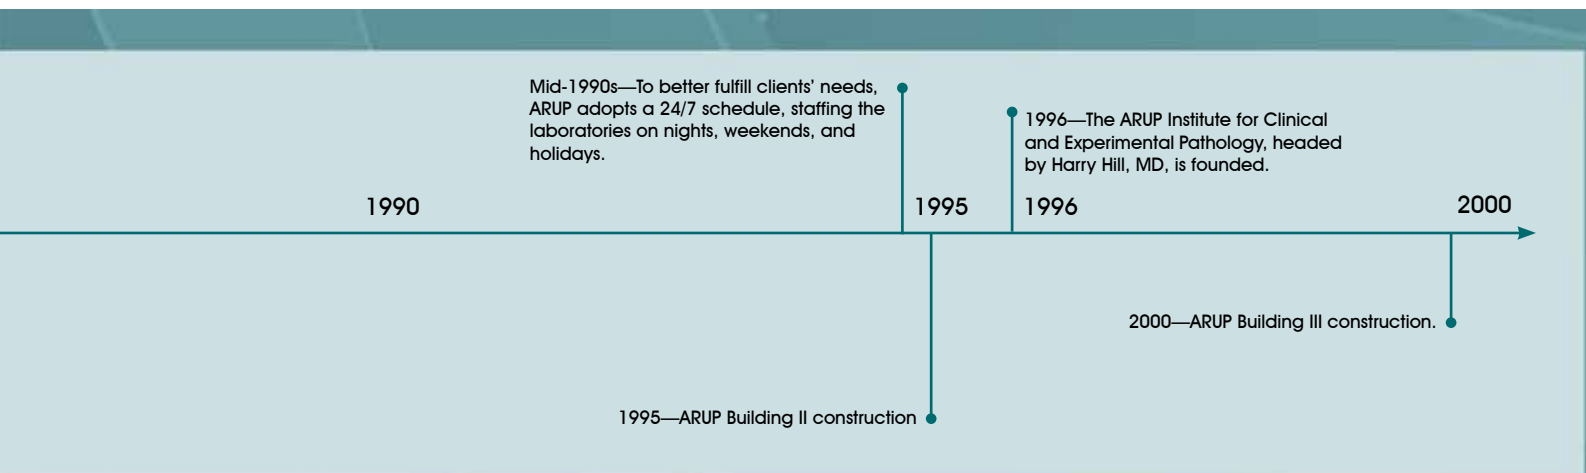 Mid-1990s—To better fulfill clients’ needs,
ARUP adopts a 24/7 schedule, staffing the
laboratories on nights, weekends, and
holidays.
1996—The ARUP Institute for Clinical
and Experimental Pathology, headed
by Harry Hill, MD, is founded.
1990
1995
1996
2000
2000—ARUP Building III construction.
1995—ARUP Building II construction